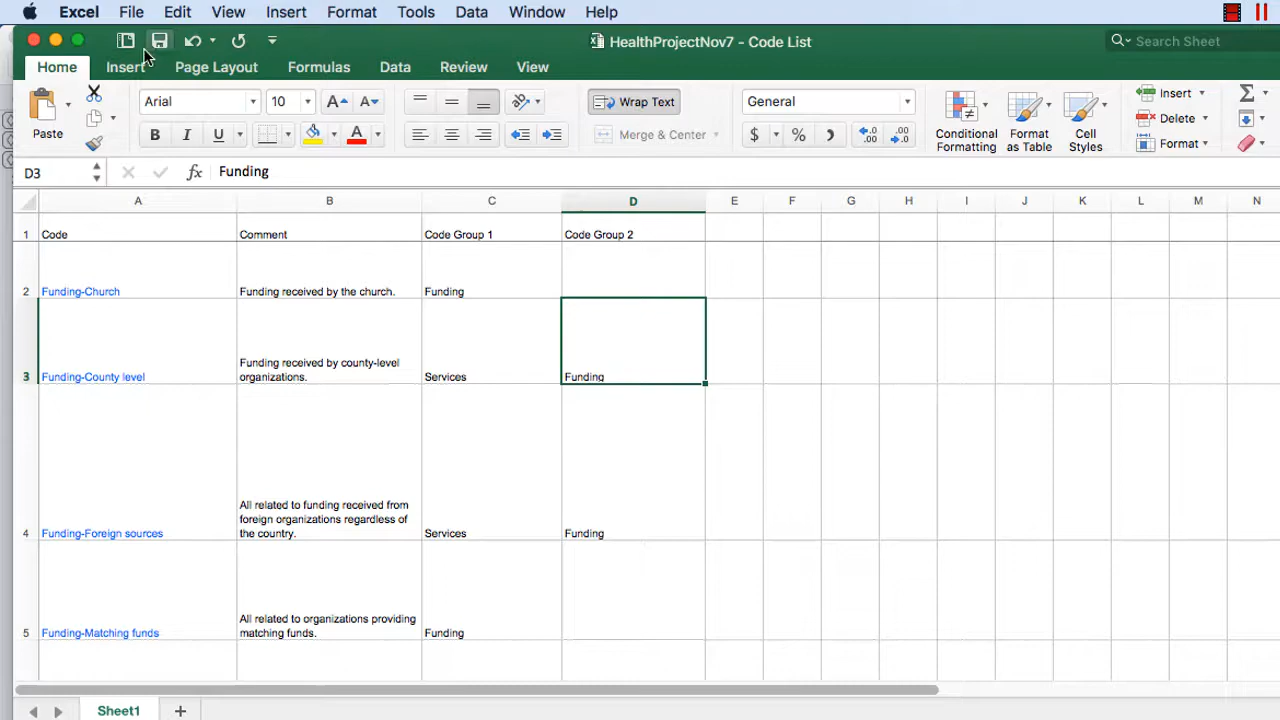 Excel File Edit View Insert Format Tools Data Window Help
HealthProjectNov7 - Code List
Search Sheet
Home Insert Page Layout Formulas Data Review View
Paste
Arial 10
B I U
A
Wrap Text
Merge & Center
General
$ % ,
Conditional Formatting
Format as Table
Cell Styles
Insert
Delete
Format
D3 fx Funding
A B C D E F G H I J K L M N
1 Code Comment Code Group 1 Code Group 2
2 Funding-Church Funding received by the church. Funding
Funding received by county-level
3 Funding-County level organizations. Services Funding
All related to funding received from
foreign organizations regardless of
4 Funding-Foreign sources the country. Services Funding
All related to organizations providing
5 Funding-Matching funds matching funds. Funding
Sheet1 +